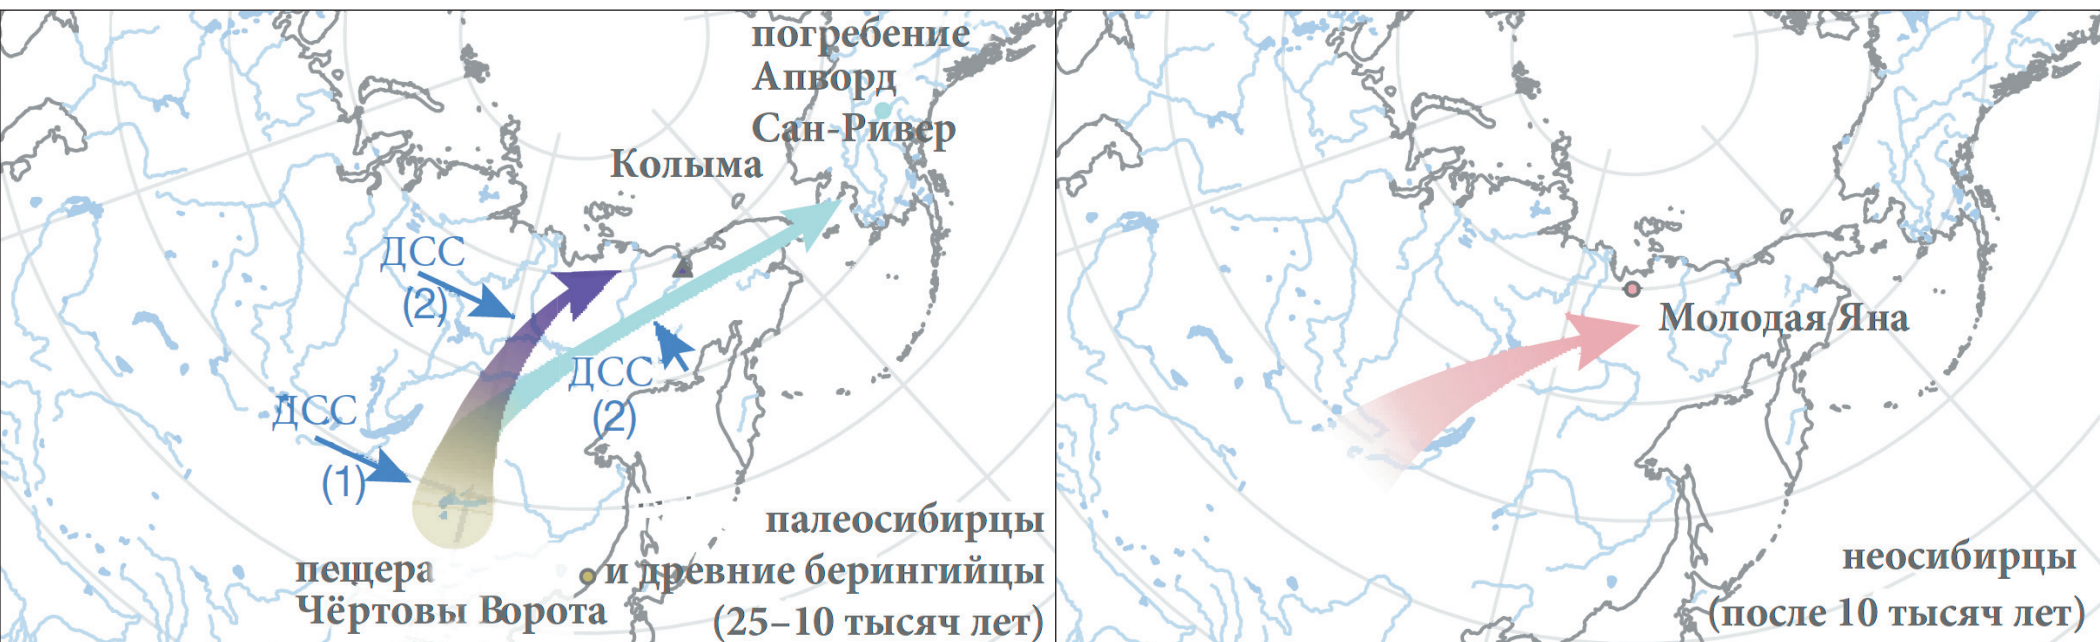 погребение
Апворд
Сан-Ривер
Колыма
ДСС
(2)
ДСС
(2)
ДСС
(1)
пещера
Чёртовы Ворота
палеосибирцы
и древние берингийцы
(25–10 тысяч лет)
Молодая Яна
неосибирцы
(после 10 тысяч лет)